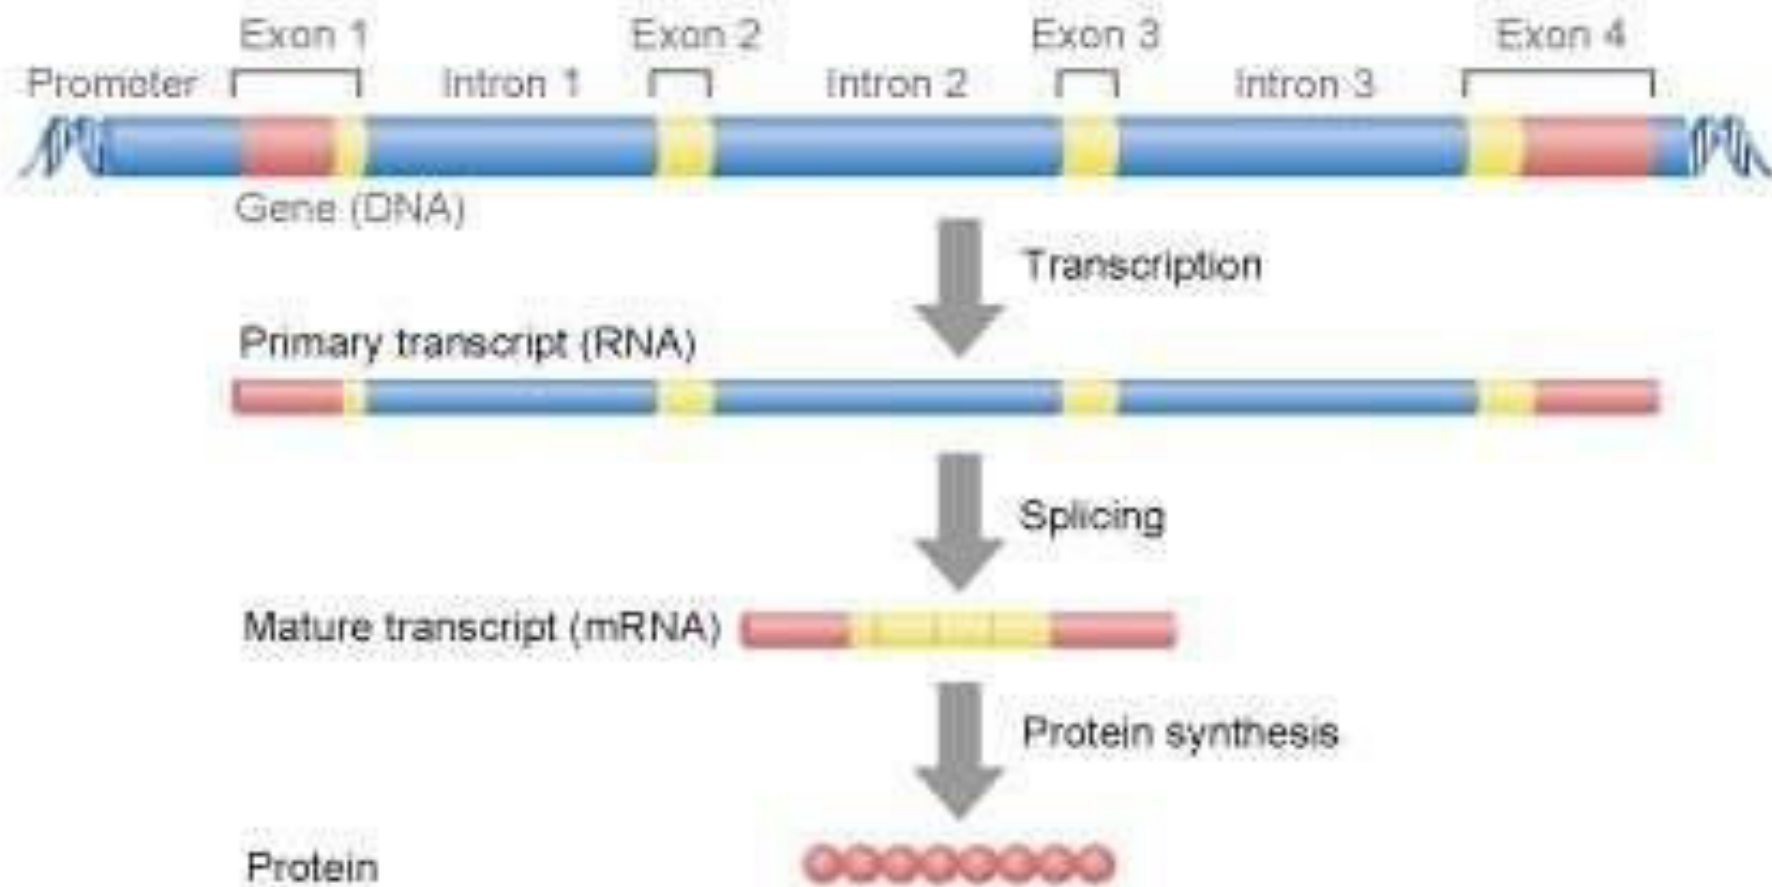 Exon 1
Exon 2
Exon 3
Exon 4
Promoter
Intron 1
Intron 2
Intron 3
Gene (DNA)
Transcription
Primary transcript (RNA)
Splicing
Mature transcript (mRNA)
Protein synthesis
Protein